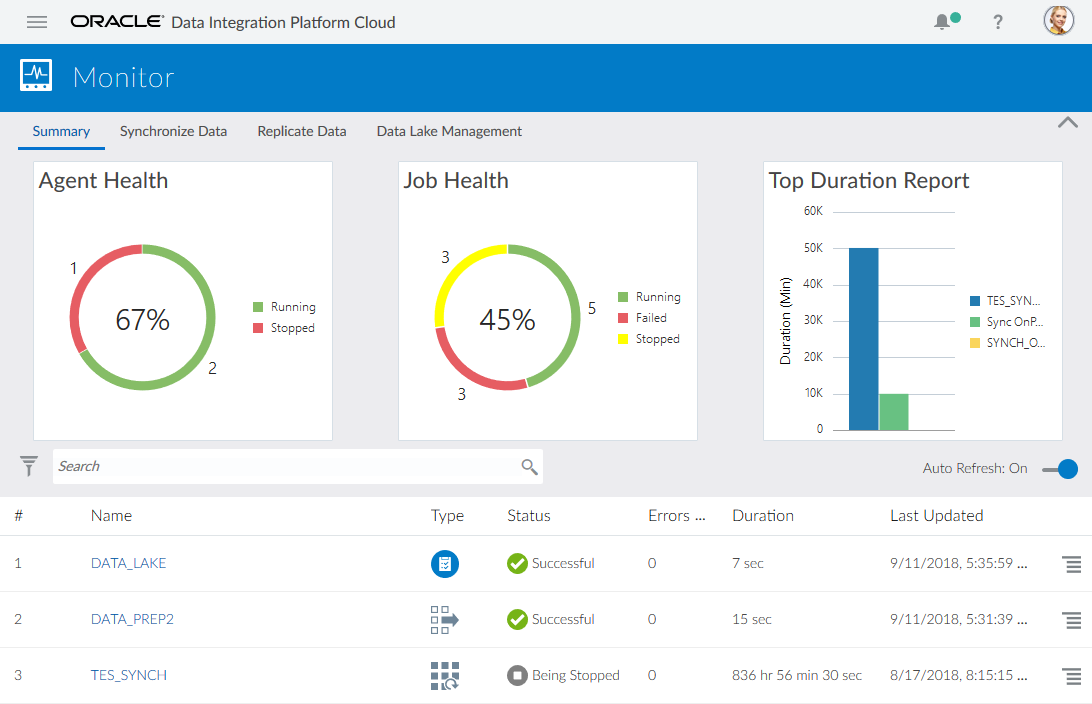 ORACLE® Data Integration Platform Cloud
?
Monitor
Summary Synchronize Data Replicate Data Data Lake Management
Agent Health
1
67%
2
Running
Stopped
Job Health
3
45%
5
3
Running
Failed
Stopped
Top Duration Report
60K
50K
40K
30K
20K
10K
0
Duration (Min)
TES_SYN...
Sync OnP...
SYNCH_O...
Search
Auto Refresh: On
# Name Type Status Errors ... Duration Last Updated
1 DATA_LAKE Successful 0 7 sec 9/11/2018, 5:35:59 ...
2 DATA_PREP2 Successful 0 15 sec 9/11/2018, 5:31:39 ...
3 TES_SYNCH Being Stopped 0 836 hr 56 min 30 sec 8/17/2018, 8:15:15 ...